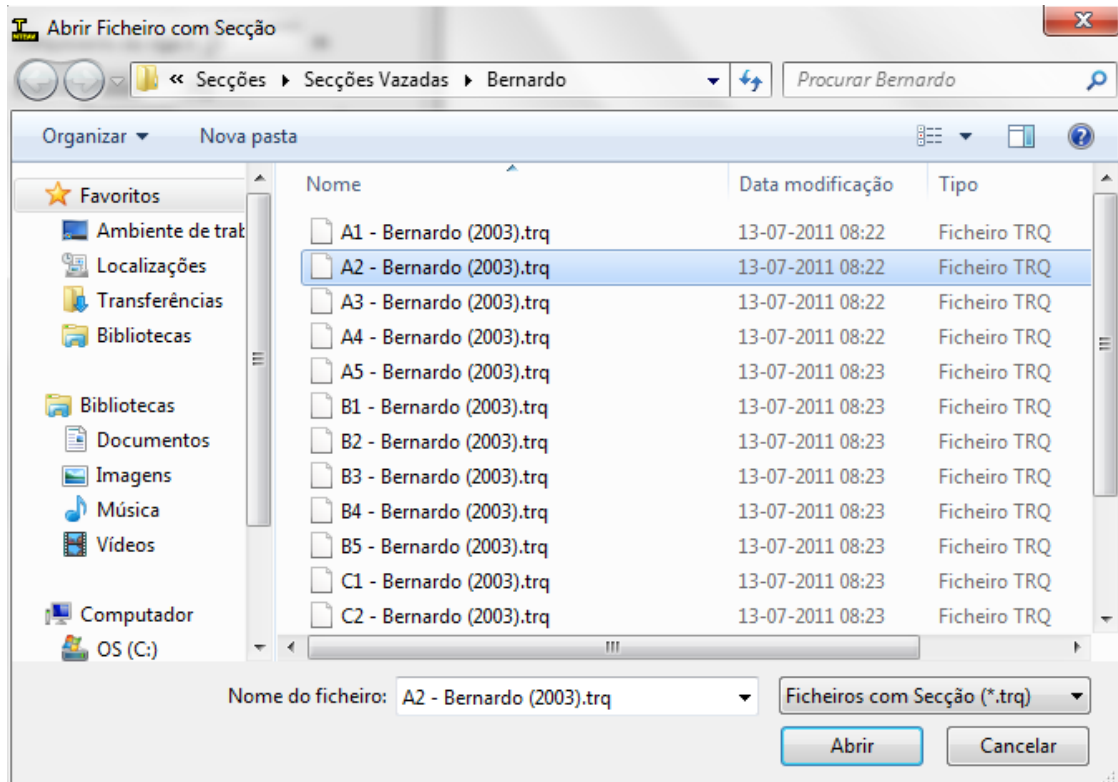 Abrir Ficheiro com Secção
« Secções Secções Vazadas Bernardo
Procurar Bernardo
Organizar Nova pasta
Nome Data modificação Tipo
Favoritos
Ambiente de trab
Localizações
Transferências
Bibliotecas
Bibliotecas
Documentos
Imagens
Música
Vídeos
Computador
OS (C:)
A1 - Bernardo (2003).trq 13-07-2011 08:22 Ficheiro TRQ
A2 - Bernardo (2003).trq 13-07-2011 08:22 Ficheiro TRQ
A3 - Bernardo (2003).trq 13-07-2011 08:22 Ficheiro TRQ
A4 - Bernardo (2003).trq 13-07-2011 08:22 Ficheiro TRQ
A5 - Bernardo (2003).trq 13-07-2011 08:23 Ficheiro TRQ
B1 - Bernardo (2003).trq 13-07-2011 08:23 Ficheiro TRQ
B2 - Bernardo (2003).trq 13-07-2011 08:23 Ficheiro TRQ
B3 - Bernardo (2003).trq 13-07-2011 08:23 Ficheiro TRQ
B4 - Bernardo (2003).trq 13-07-2011 08:23 Ficheiro TRQ
B5 - Bernardo (2003).trq 13-07-2011 08:23 Ficheiro TRQ
C1 - Bernardo (2003).trq 13-07-2011 08:23 Ficheiro TRQ
C2 - Bernardo (2003).trq 13-07-2011 08:23 Ficheiro TRQ
Nome do ficheiro: A2 - Bernardo (2003).trq Ficheiros com Secção (*.trq)
Abrir Cancelar